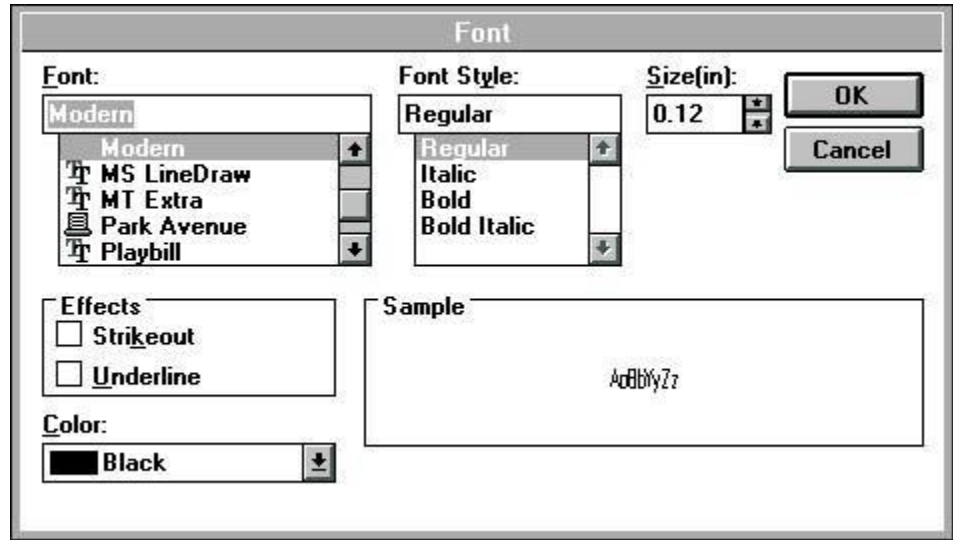 Font
Font:
Font Style:
Size(in):
Modern
Regular
0.12
OK
Cancel
Modern
MS LineDraw
MT Extra
Park Avenue
Playbill
Regular
Italic
Bold
Bold Italic
Effects
Strikeout
Underline
Sample
AaBbYyZz
Color:
Black